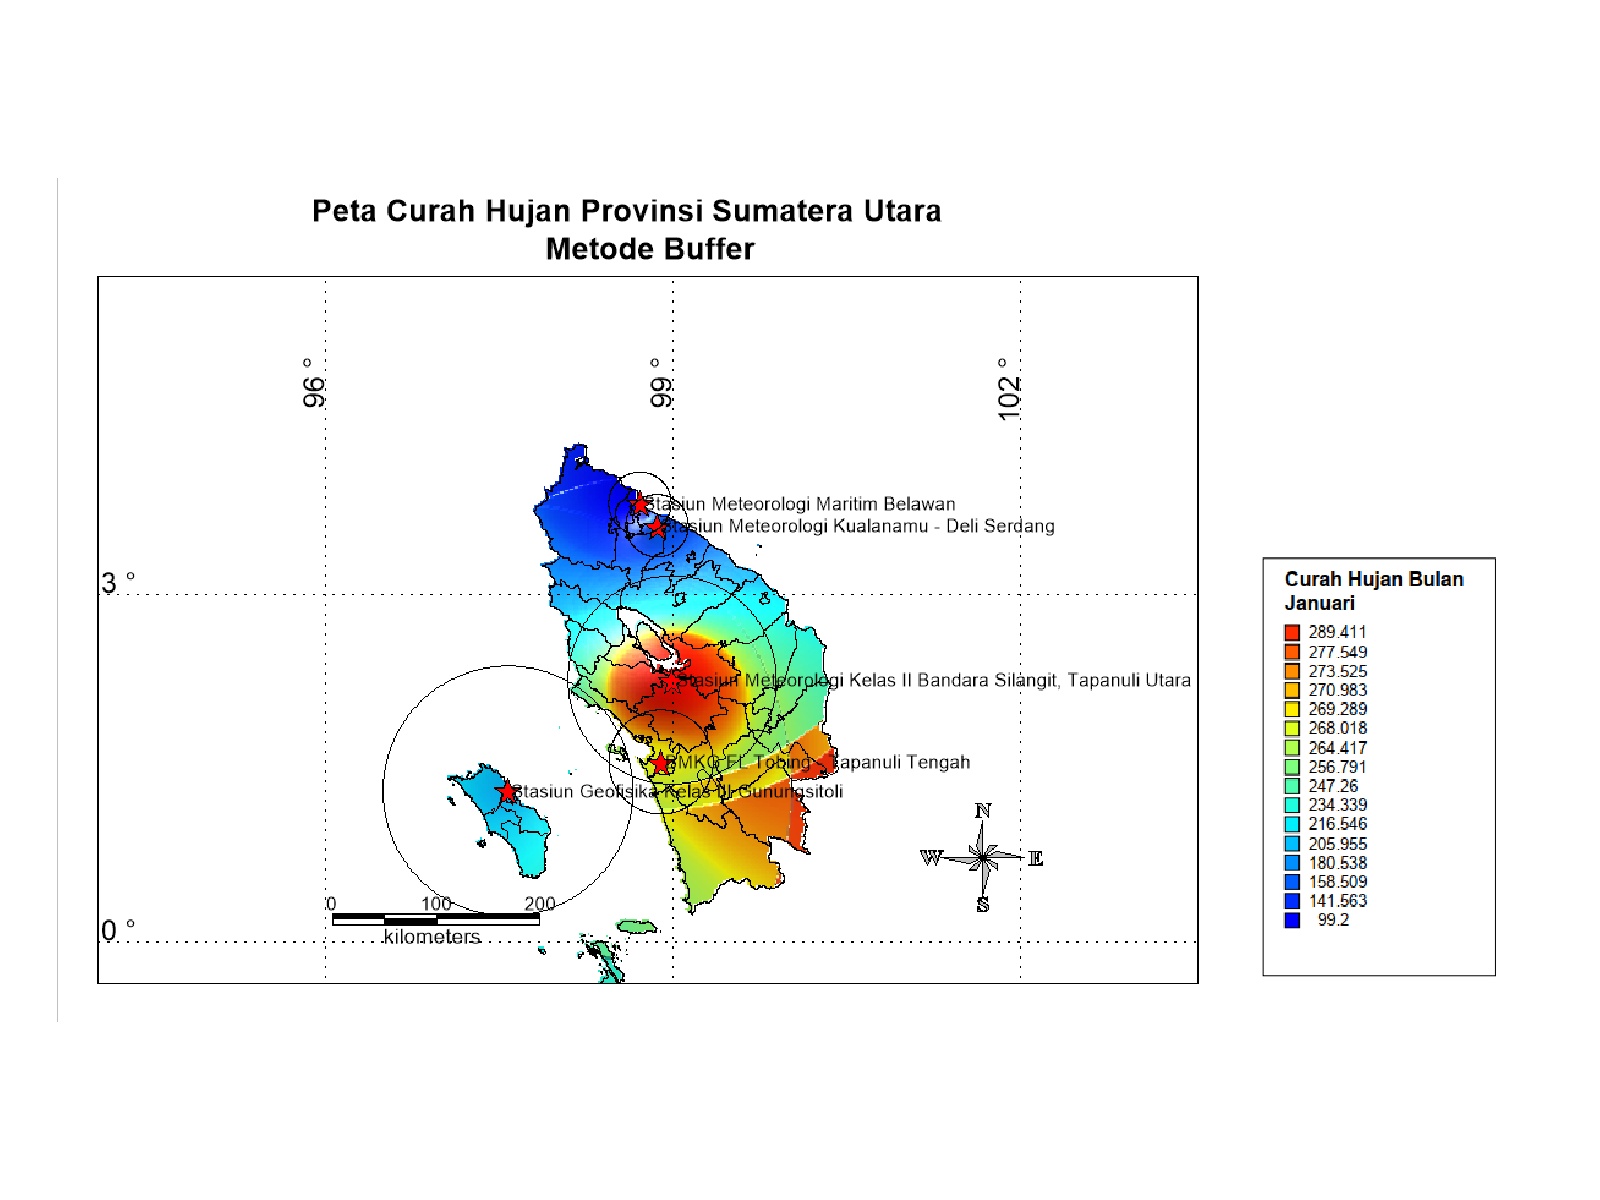 Peta Curah Hujan Provinsi Sumatera Utara
Metode Buffer
96 °
99 °
102 °
Stasiun Meteorologi Maritim Belawan
Stasiun Meteorologi Kualanamu - Deli Serdang
3 °
Stasiun Meteorologi Kelas II Bandara Silangit, Tapanuli Utara
BMKG FL Tobing - Tapanuli Tengah
Stasiun Geofisika Kelas III Gunungsitoli
N
W E
S
0 100 200
kilometers
0 °
Curah Hujan Bulan
Januari
289.411
277.549
273.525
270.983
269.289
268.018
264.417
256.791
247.26
234.339
216.546
205.955
180.538
158.509
141.563
99.2